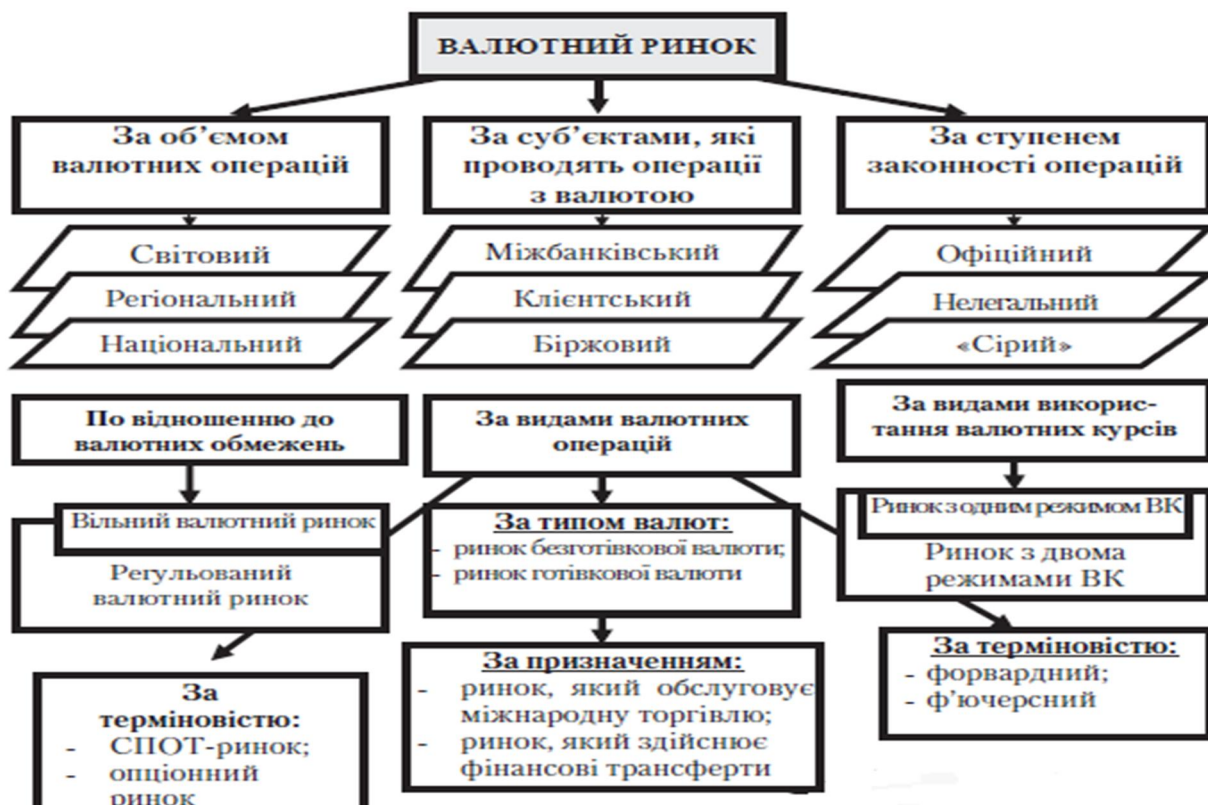 ВАЛЮТНИЙ РИНОК
За об’ємом
валютних операцій
За суб’єктами, які
проводять операції
з валютою
За ступенем
законності операцій
Світовий
Регіональний
Національний
Міжбанківський
Клієнтський
Біржовий
Офіційний
Нелегальний
«Сірий»
По відношенню до
валютних обмежень
За видами валютних
операцій
За видами викорис-
тання валютних курсів
Вільний валютний ринок
Регульований
валютний ринок
За типом валют:
- ринок безготівкової валюти;
- ринок готівкової валюти
Ринок з одним режимом ВК
Ринок з двома
режимами ВК
За
терміновістю:
- СПОТ-ринок;
- опціонний
ринок
За призначенням:
- ринок, який обслуговує
міжнародну торгівлю;
- ринок, який здійснює
фінансові трансферти
За терміновістю:
- форвардний;
- ф’ючерсний